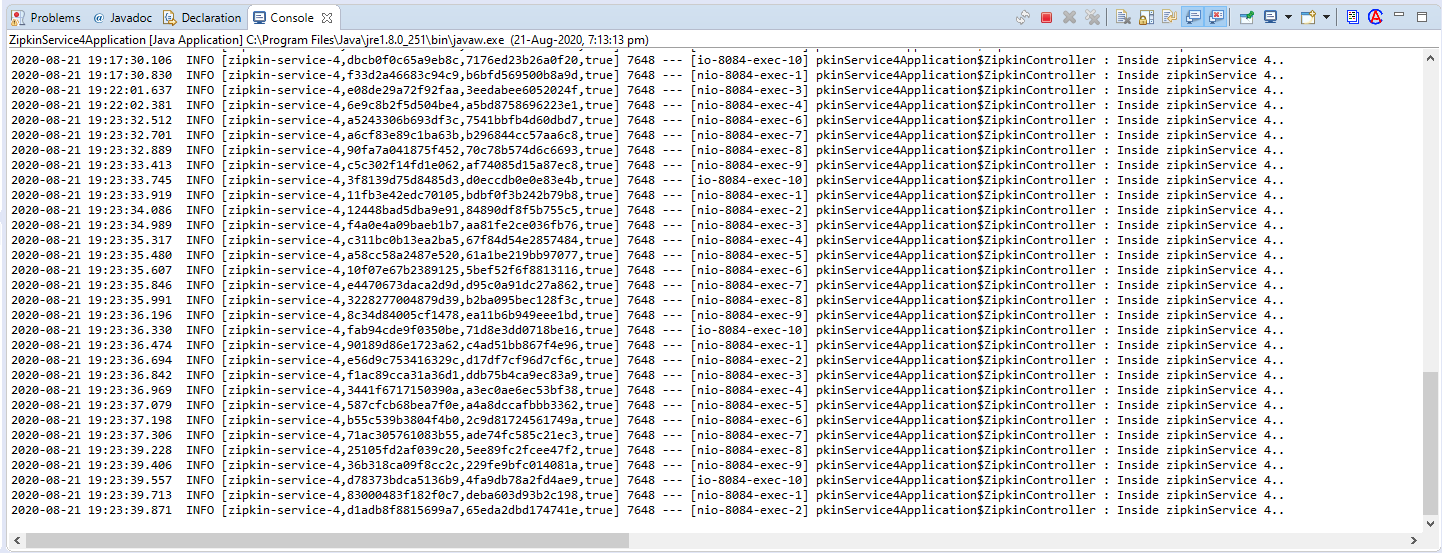 Problems @ Javadoc Declaration Console
ZipkinService4Application [Java Application] C:\Program Files\Java\jre1.8.0_251\bin\javaw.exe (21-Aug-2020, 7:13:13 pm)
2020-08-21 19:17:30.106 INFO [zipkin-service-4,dbcb0f0c65a9eb8c,7176ed23b26a0f20,true] 7648 --- [io-8084-exec-10] pkinService4Application$ZipkinController : Inside zipkinService 4..
2020-08-21 19:17:30.830 INFO [zipkin-service-4,f33d2a46683c94c9,b6bfd569500b8a9d,true] 7648 --- [nio-8084-exec-1] pkinService4Application$ZipkinController : Inside zipkinService 4..
2020-08-21 19:22:01.637 INFO [zipkin-service-4,e08de29a72f92faa,3eedabee6052024f,true] 7648 --- [nio-8084-exec-3] pkinService4Application$ZipkinController : Inside zipkinService 4..
2020-08-21 19:22:02.381 INFO [zipkin-service-4,6e9c8b2f5d504be4,a5bd8758696223e1,true] 7648 --- [nio-8084-exec-4] pkinService4Application$ZipkinController : Inside zipkinService 4..
2020-08-21 19:23:32.512 INFO [zipkin-service-4,a5243306b693df3c,7541bbfb4d60dbd7,true] 7648 --- [nio-8084-exec-6] pkinService4Application$ZipkinController : Inside zipkinService 4..
2020-08-21 19:23:32.701 INFO [zipkin-service-4,a6cf83e89c1ba63b,b296844cc57aa6c8,true] 7648 --- [nio-8084-exec-7] pkinService4Application$ZipkinController : Inside zipkinService 4..
2020-08-21 19:23:32.889 INFO [zipkin-service-4,90fa7a041875f452,70c78b574d6c6693,true] 7648 --- [nio-8084-exec-8] pkinService4Application$ZipkinController : Inside zipkinService 4..
2020-08-21 19:23:33.413 INFO [zipkin-service-4,c5c302f14fd1e062,af74085d15a87ec8,true] 7648 --- [nio-8084-exec-9] pkinService4Application$ZipkinController : Inside zipkinService 4..
2020-08-21 19:23:33.745 INFO [zipkin-service-4,3f8139d75d8485d3,d0eccdb0e0e83e4b,true] 7648 --- [io-8084-exec-10] pkinService4Application$ZipkinController : Inside zipkinService 4..
2020-08-21 19:23:33.919 INFO [zipkin-service-4,11fb3e42edc70105,bdbf0f3b242b79b8,true] 7648 --- [nio-8084-exec-1] pkinService4Application$ZipkinController : Inside zipkinService 4..
2020-08-21 19:23:34.086 INFO [zipkin-service-4,12448bad5dba9e91,84890df8f5b755c5,true] 7648 --- [nio-8084-exec-2] pkinService4Application$ZipkinController : Inside zipkinService 4..
2020-08-21 19:23:34.989 INFO [zipkin-service-4,f4a0e4a09baeb1b7,aa81fe2ce036fb76,true] 7648 --- [nio-8084-exec-3] pkinService4Application$ZipkinController : Inside zipkinService 4..
2020-08-21 19:23:35.317 INFO [zipkin-service-4,c311bc0b13ea2ba5,67f84d54e2857484,true] 7648 --- [nio-8084-exec-4] pkinService4Application$ZipkinController : Inside zipkinService 4..
2020-08-21 19:23:35.480 INFO [zipkin-service-4,a58cc58a2487e520,61a1be219bb97077,true] 7648 --- [nio-8084-exec-5] pkinService4Application$ZipkinController : Inside zipkinService 4..
2020-08-21 19:23:35.607 INFO [zipkin-service-4,10f07e67b2389125,5bef52f6f8813116,true] 7648 --- [nio-8084-exec-6] pkinService4Application$ZipkinController : Inside zipkinService 4..
2020-08-21 19:23:35.846 INFO [zipkin-service-4,e4470673daca2d9d,d95c0a91dc27a862,true] 7648 --- [nio-8084-exec-7] pkinService4Application$ZipkinController : Inside zipkinService 4..
2020-08-21 19:23:35.991 INFO [zipkin-service-4,3228277004879d39,b2ba095bec128f3c,true] 7648 --- [nio-8084-exec-8] pkinService4Application$ZipkinController : Inside zipkinService 4..
2020-08-21 19:23:36.196 INFO [zipkin-service-4,8c34d84005cf1478,ea11b6b949eee1bd,true] 7648 --- [nio-8084-exec-9] pkinService4Application$ZipkinController : Inside zipkinService 4..
2020-08-21 19:23:36.330 INFO [zipkin-service-4,fab94cde9f0350be,71d8e3dd0718be16,true] 7648 --- [io-8084-exec-10] pkinService4Application$ZipkinController : Inside zipkinService 4..
2020-08-21 19:23:36.474 INFO [zipkin-service-4,90189d86e1723a62,c4ad51bb867f4e96,true] 7648 --- [nio-8084-exec-1] pkinService4Application$ZipkinController : Inside zipkinService 4..
2020-08-21 19:23:36.694 INFO [zipkin-service-4,e56d9c753416329c,d17df7cf96d7cf6c,true] 7648 --- [nio-8084-exec-2] pkinService4Application$ZipkinController : Inside zipkinService 4..
2020-08-21 19:23:36.842 INFO [zipkin-service-4,f1ac89cca31a36d1,ddb75b4ca9ec83a9,true] 7648 --- [nio-8084-exec-3] pkinService4Application$ZipkinController : Inside zipkinService 4..
2020-08-21 19:23:36.969 INFO [zipkin-service-4,3441f6717150390a,a3ec0ae6ec53bf38,true] 7648 --- [nio-8084-exec-4] pkinService4Application$ZipkinController : Inside zipkinService 4..
2020-08-21 19:23:37.079 INFO [zipkin-service-4,587cfcb68bea7f0e,a4a8dccafbbb3362,true] 7648 --- [nio-8084-exec-5] pkinService4Application$ZipkinController : Inside zipkinService 4..
2020-08-21 19:23:37.198 INFO [zipkin-service-4,b55c539b3804f4b0,2c9d81724561749a,true] 7648 --- [nio-8084-exec-6] pkinService4Application$ZipkinController : Inside zipkinService 4..
2020-08-21 19:23:37.306 INFO [zipkin-service-4,71ac305761083b55,ade74fc585c21ec3,true] 7648 --- [nio-8084-exec-7] pkinService4Application$ZipkinController : Inside zipkinService 4..
2020-08-21 19:23:39.228 INFO [zipkin-service-4,25105fd2af039c20,5ee89fc2fcee47f2,true] 7648 --- [nio-8084-exec-8] pkinService4Application$ZipkinController : Inside zipkinService 4..
2020-08-21 19:23:39.406 INFO [zipkin-service-4,36b318ca09f8cc2c,229fe9bfc014081a,true] 7648 --- [nio-8084-exec-9] pkinService4Application$ZipkinController : Inside zipkinService 4..
2020-08-21 19:23:39.557 INFO [zipkin-service-4,d78373bdca5136b9,4fa9db78a2fd4ae9,true] 7648 --- [io-8084-exec-10] pkinService4Application$ZipkinController : Inside zipkinService 4..
2020-08-21 19:23:39.713 INFO [zipkin-service-4,83000483f182f0c7,deba603d93b2c198,true] 7648 --- [nio-8084-exec-1] pkinService4Application$ZipkinController : Inside zipkinService 4..
2020-08-21 19:23:39.871 INFO [zipkin-service-4,d1adb8f8815699a7,65eda2dbd174741e,true] 7648 --- [nio-8084-exec-2] pkinService4Application$ZipkinController : Inside zipkinService 4..